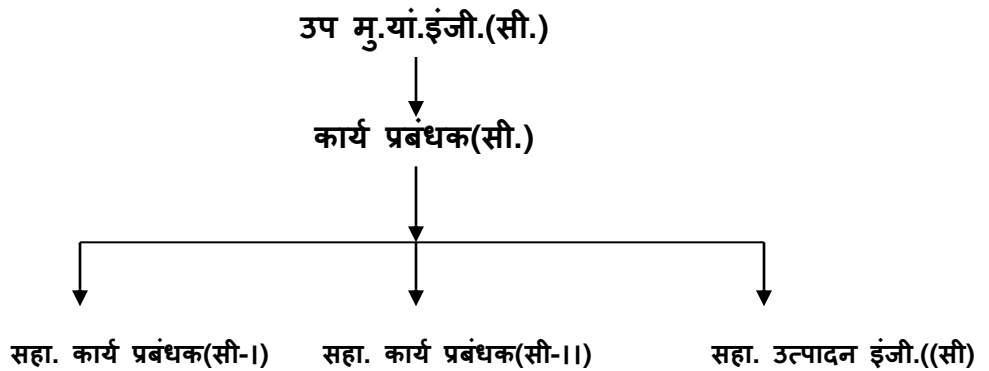 उप मु.यां.इंजी.(सी.)
कार्य प्रबंधक(सी.)
सहा. कार्य प्रबंधक(सी-।) सहा. कार्य प्रबंधक(सी-।।) सहा. उत्पादन इंजी.((सी)